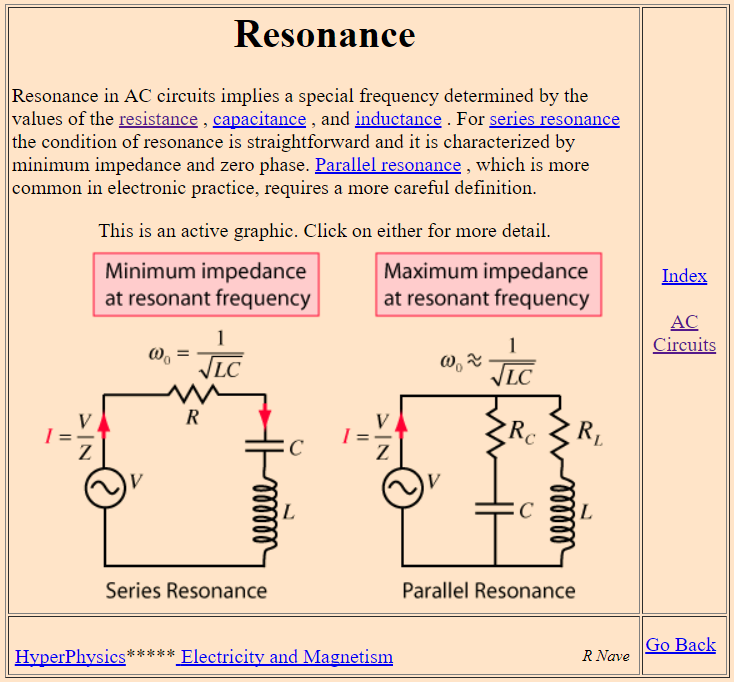 Resonance
Resonance in AC circuits implies a special frequency determined by the
values of the resistance , capacitance , and inductance . For series resonance
the condition of resonance is straightforward and it is characterized by
minimum impedance and zero phase. Parallel resonance , which is more
common in electronic practice, requires a more careful definition.
This is an active graphic. Click on either for more detail.
Minimum impedance
at resonant frequency
ω₀ = 1/√LC
R
I = V/Z
V
C
L
Series Resonance
Maximum impedance
at resonant frequency
ω₀ ≈ 1/√LC
I = V/Z
V
R_C
R_L
C
L
Parallel Resonance
Index
AC
Circuits
HyperPhysics***** Electricity and Magnetism
R Nave
Go Back